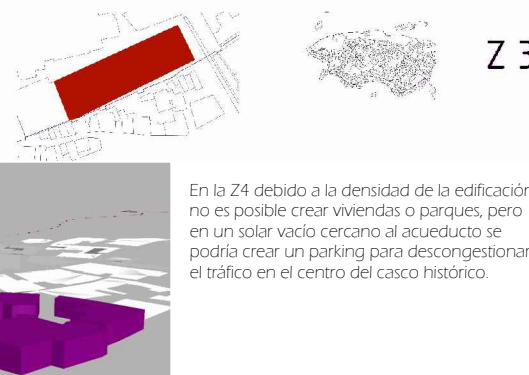 Z 3
En la Z4 debido a la densidad de la edificación
no es posible crear viviendas o parques, pero
en un solar vacío cercano al acueducto se
podría crear un parking para descongestionar
el tráfico en el centro del casco histórico.